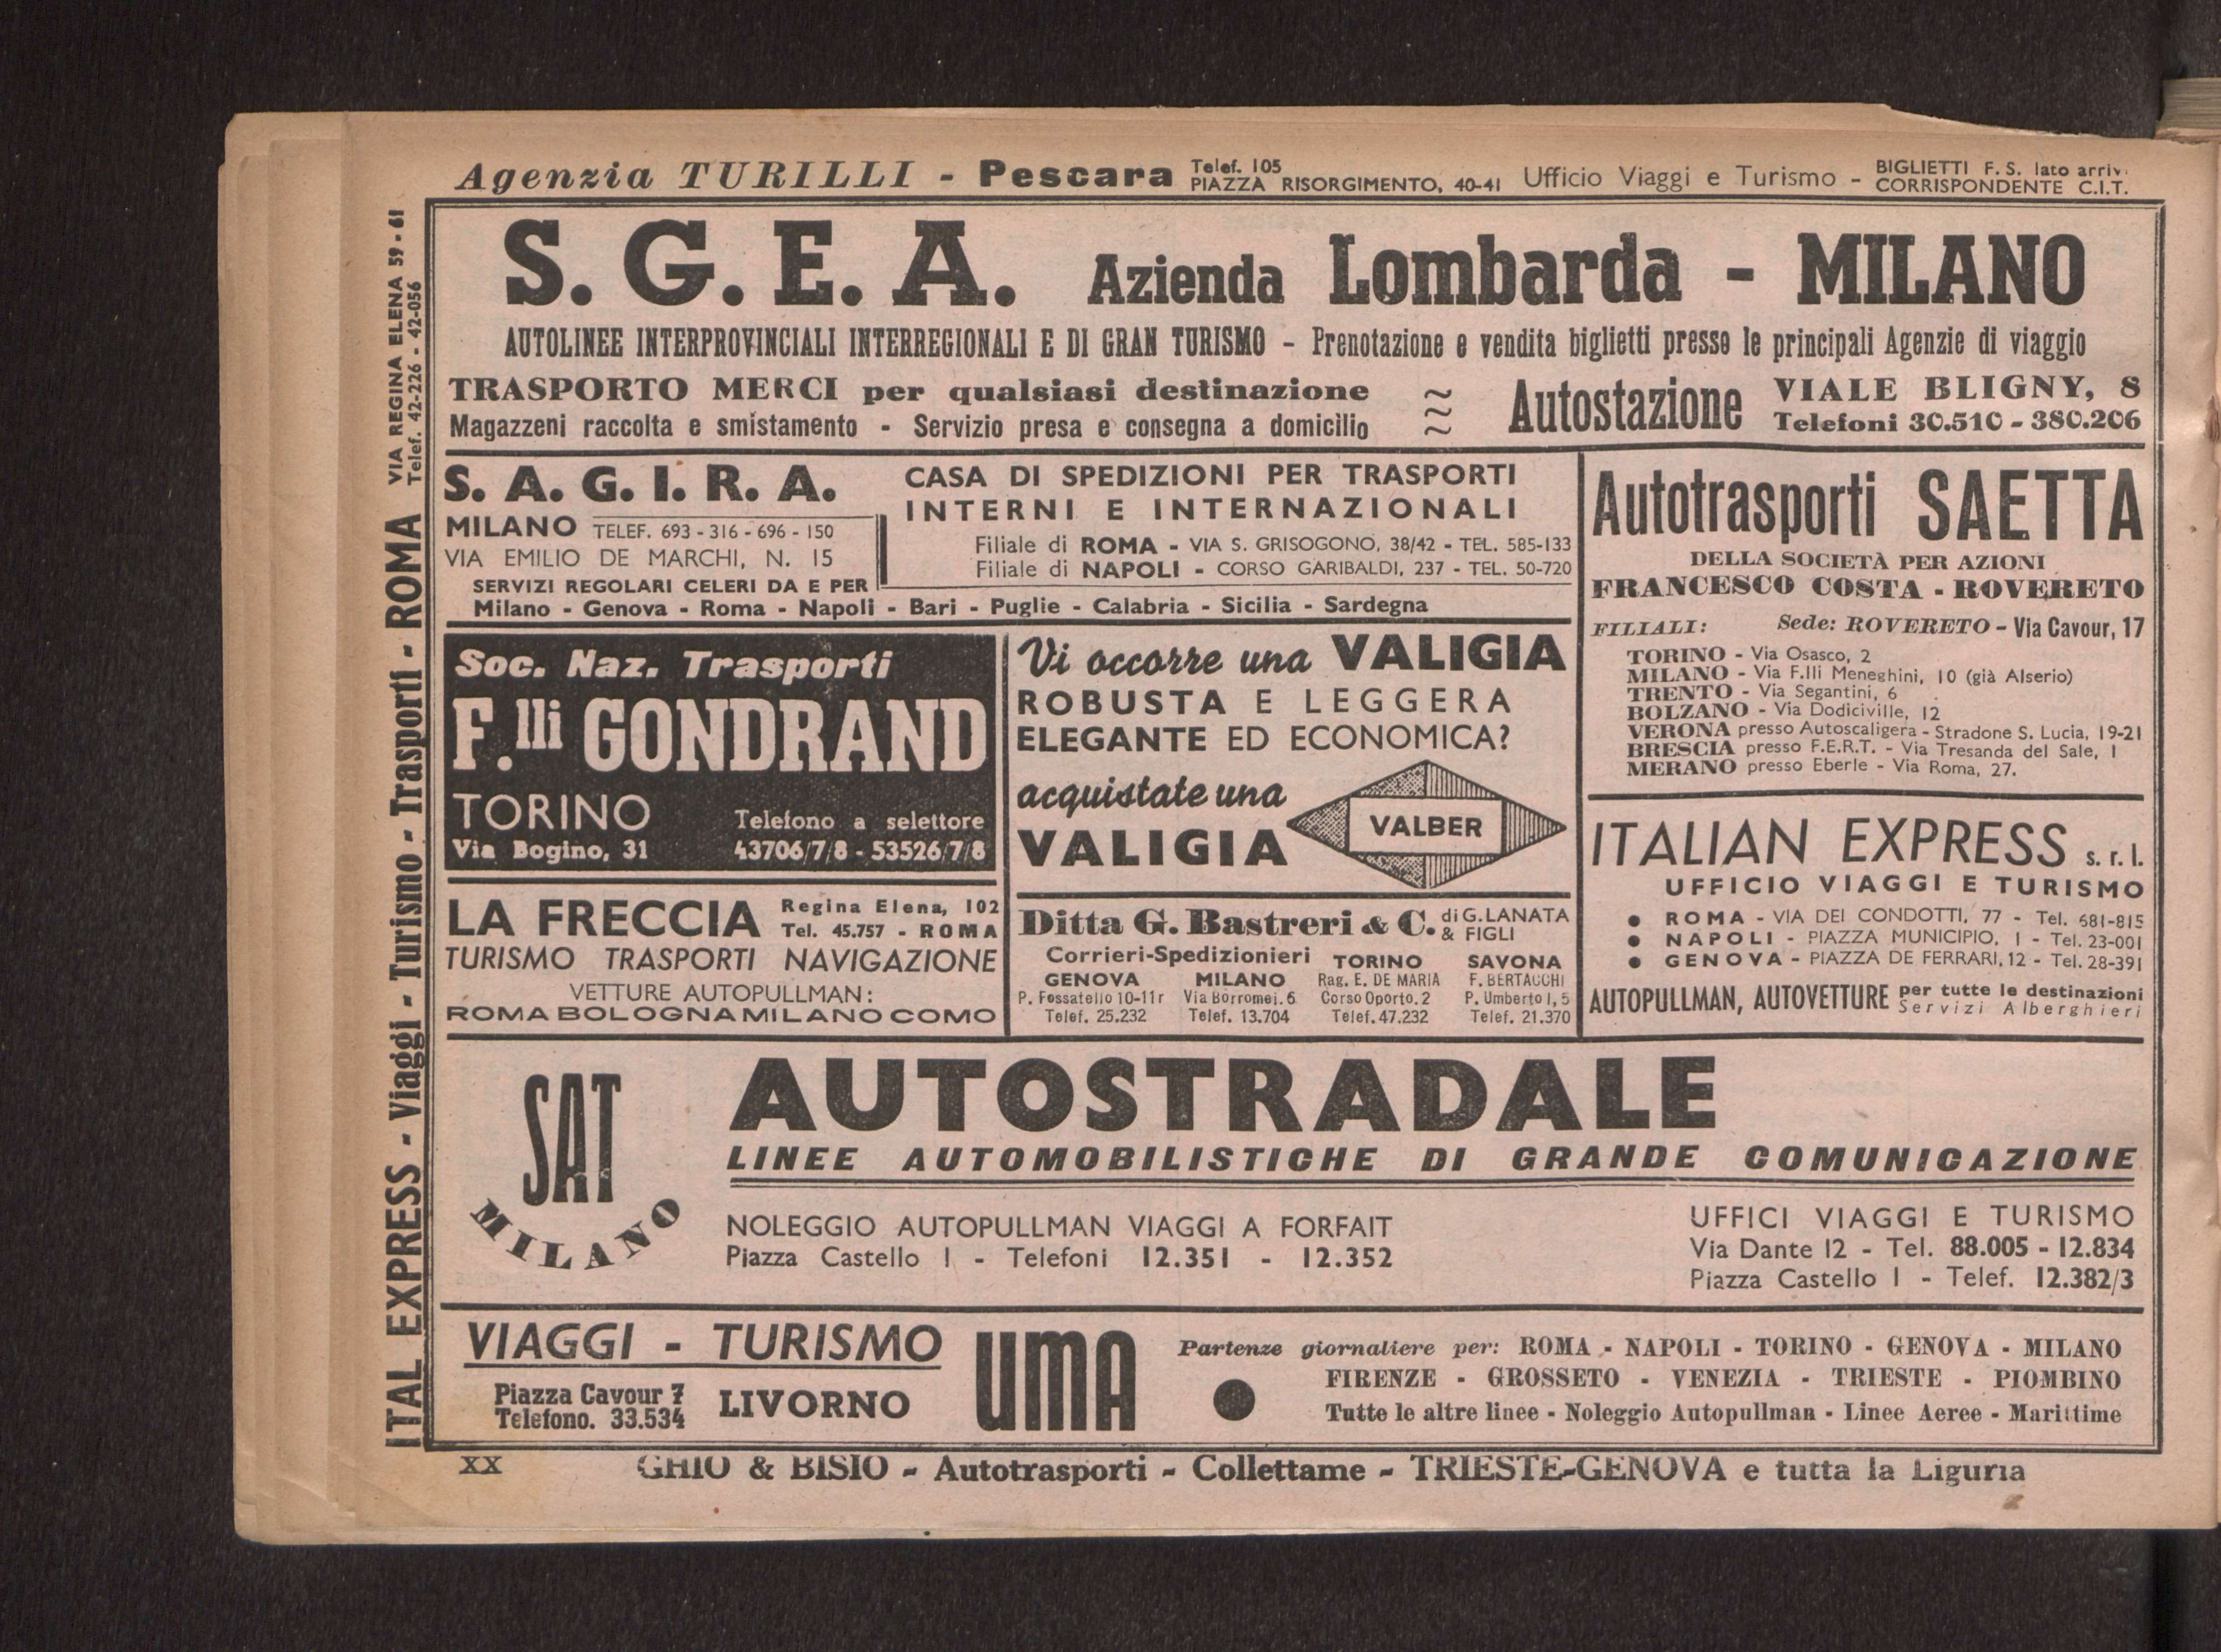 Agenzia TURILLI - Pescara Telef. 105 PIAZZA RISORGIMENTO, 40-41 Ufficio Viaggi e Turismo - BIGLIETTI F. S. lato
CORRISPONDENTE C.I.T.
ITAL EXPRESS - Viaggi - Turismo - Trasporti - ROMA VIA REGINA ELENA 59 - 61
Telef. 42-226 - 42-056
S. G. E. A. Azienda Lombarda - MILANO
AUTOLINEE INTERPROVINCIALI INTERREGIONALI E DI GRAN TURISMO - Prenotazione e vendita biglietti presso le principali Agenzie di viaggio
TRASPORTO MERCI per qualsiasi destinazione
Magazzeni raccolta e smistamento - Servizio presa e consegna a domicilio
Autostazione VIALE BLIGNY, 8
Telefoni 30.510 - 380.206
S. A. G. I. R. A.
MILANO TELEF. 693-316 - 696-150
VIA EMILIO DE MARCHI, N. 15
CASA DI SPEDIZIONI PER TRASPORTI
INTERNI E INTERNAZIONALI
Filiale di ROMA - VIA S. GRISOGONO, 38/42 - TEL. 585-133
Filiale di NAPOLI - CORSO GARIBALDI, 237 - TEL. 50-720
SERVIZI REGOLARI CELERI DA E PER
Milano - Genova - Roma - Napoli - Bari - Puglie - Calabria - Sicilia - Sardegna
Autotrasporti SAETTA
DELLA SOCIETÀ PER AZIONI
FRANCESCO COSTA - ROVERETO
FILIALI: Sede: ROVERETO - Via Cavour, 17
TORINO - Via Osasco, 2
MILANO - Via F.lli Meneghini, 10 (già Alserio)
TRENTO - Via Segantini, 6
BOLZANO - Via Dodiciville, 12
VERONA presso Autoscaligera - Stradone S. Lucia, 19-21
BRESCIA presso F.E.R.T. - Via Tresanda del Sale, 1
MERANO presso Eberle - Via Roma, 27.
Soc. Naz. Trasporti
F.lli GONDRAND
TORINO
Via Bogino, 31
Telefono a selettore
43706/7/8 - 53526/7/8
Vi occorre una VALIGIA
ROBUSTA E LEGGERA
ELEGANTE ED ECONOMICA?
acquistate una
VALIGIA
VALBER
ITALIAN EXPRESS s. r. l.
UFFICIO VIAGGI E TURISMO
• ROMA - VIA DEI CONDOTTI, 77 - Tel. 681-815
• NAPOLI - PIAZZA MUNICIPIO, 1 - Tel. 23-001
• GENOVA - PIAZZA DE FERRARI, 12 - Tel. 28-391
AUTOPULLMAN, AUTOVETTURE per tutte le destinazioni
Servizi Alberghieri
LA FRECCIA Regina Elena, 102
Tel. 45.757 - ROMA
TURISMO TRASPORTI NAVIGAZIONE
VETTURE AUTOPULLMAN:
ROMA BOLOGNA MILANO COMO
Ditta G. Bastreri & C. di G. LANATA
& FIGLI
Corrieri-Spedizionieri
GENOVA
P. Fossatello 10-11r
Telef. 25.232
MILANO
Via Borromei. 6
Telef. 13.704
TORINO
Rag. E. DE MARIA
Corso Oporto. 2
Telef. 47.232
SAVONA
F. BERTACCHI
P. Umberto I, 5
Telef. 21.370
SAT
MILANO
AUTOSTRADALE
LINEE AUTOMOBILISTICHE DI GRANDE COMUNICAZIONE
NOLEGGIO AUTOPULLMAN VIAGGI A FORFAIT
Piazza Castello 1 - Telefoni 12.351 - 12.352
UFFICI VIAGGI E TURISMO
Via Dante 12 - Tel. 88.005 - 12.834
Piazza Castello 1 - Telef. 12.382/3
VIAGGI - TURISMO
Piazza Cavour 7
Telefono. 33.534
LIVORNO
UMA
Partenze giornaliere per: ROMA - NAPOLI - TORINO - GENOVA - MILANO
FIRENZE - GROSSETO - VENEZIA - TRIESTE - PIOMBINO
Tutte le altre linee - Noleggio Autopullman - Linee Aeree - Marittime
XX
GHIO & BISIO - Autotrasporti - Collettame - TRIESTE-GENOVA e tutta la Liguria